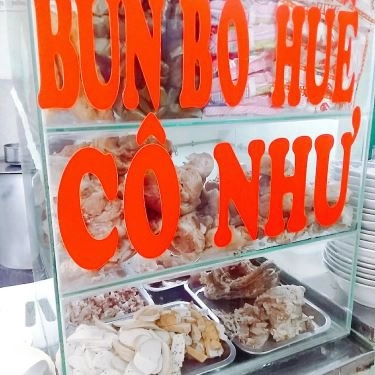 BUN BO HUE
CÔ NHƯ